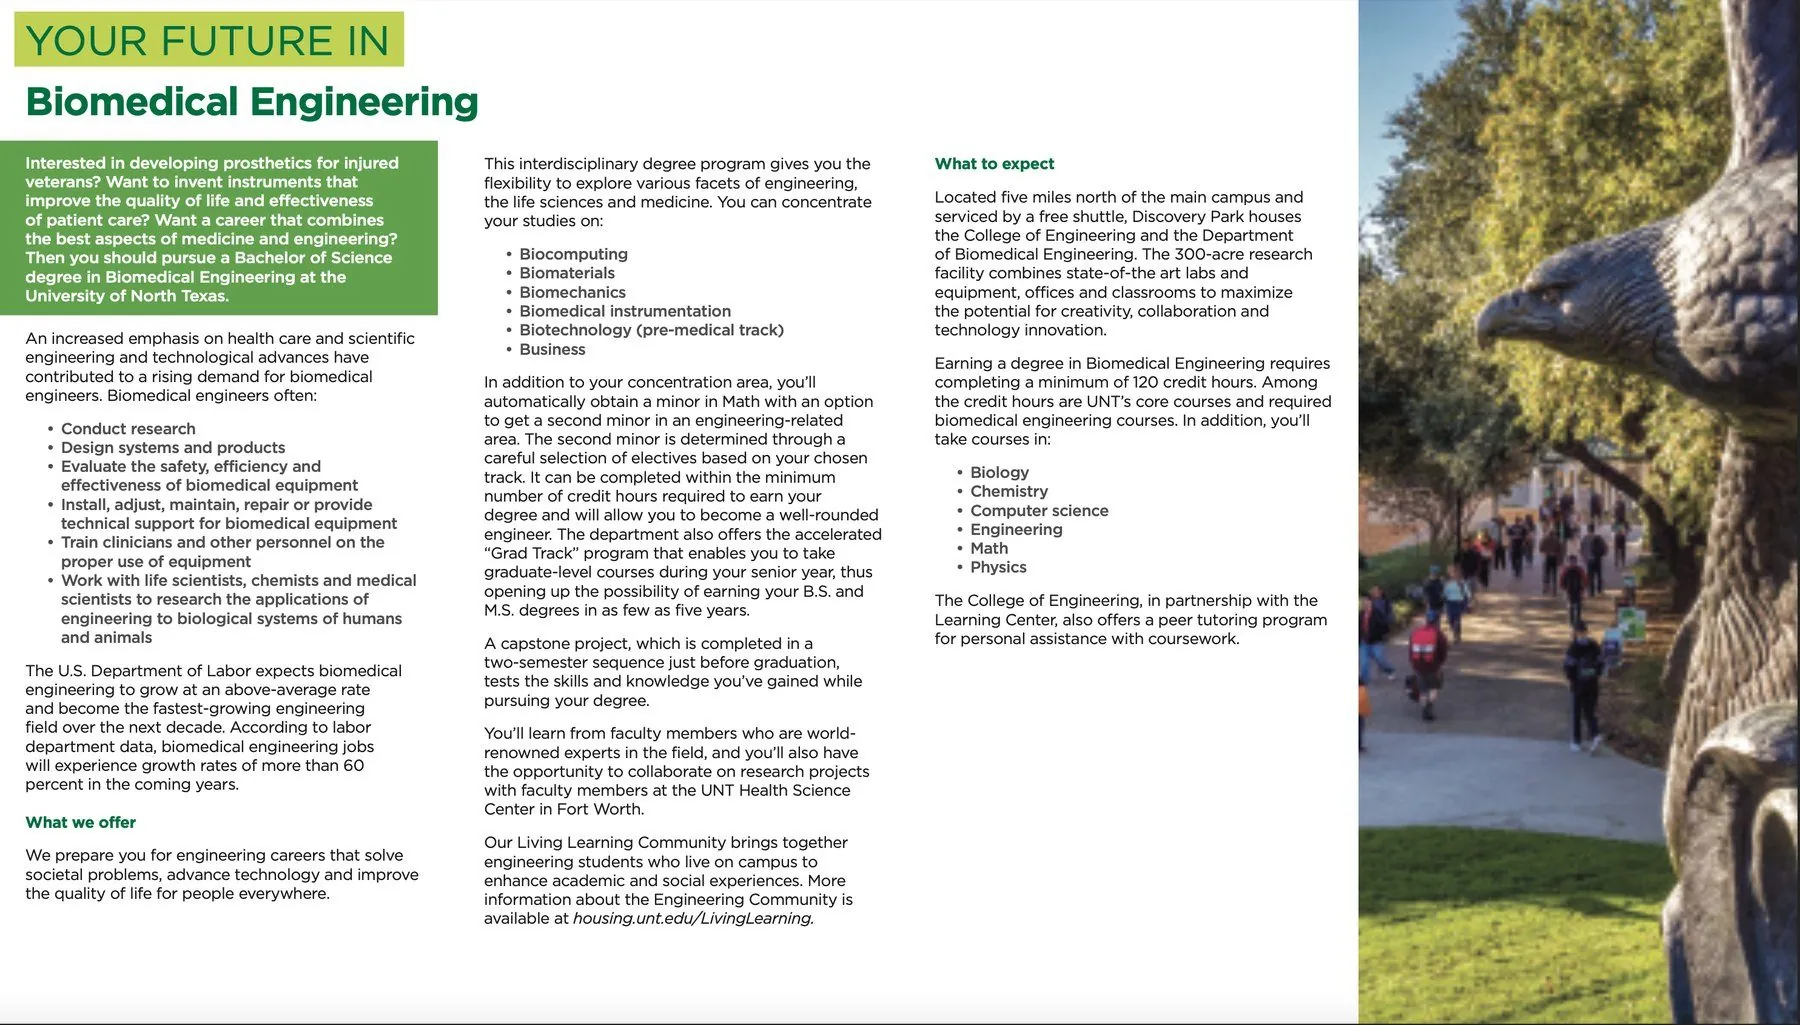 YOUR FUTURE IN
Biomedical Engineering
Interested in developing prosthetics for injured
veterans? Want to invent instruments that
improve the quality of life and effectiveness
of patient care? Want a career that combines
the best aspects of medicine and engineering?
Then you should pursue a Bachelor of Science
degree in Biomedical Engineering at the
University of North Texas.
An increased emphasis on health care and scientific
engineering and technological advances have
contributed to a rising demand for biomedical
engineers. Biomedical engineers often:
• Conduct research
• Design systems and products
• Evaluate the safety, efficiency and
effectiveness of biomedical equipment
• Install, adjust, maintain, repair or provide
technical support for biomedical equipment
• Train clinicians and other personnel on the
proper use of equipment
• Work with life scientists, chemists and medical
scientists to research the applications of
engineering to biological systems of humans
and animals
The U.S. Department of Labor expects biomedical
engineering to grow at an above-average rate
and become the fastest-growing engineering
field over the next decade. According to labor
department data, biomedical engineering jobs
will experience growth rates of more than 60
percent in the coming years.
What we offer
We prepare you for engineering careers that solve
societal problems, advance technology and improve
the quality of life for people everywhere.
This interdisciplinary degree program gives you the
flexibility to explore various facets of engineering,
the life sciences and medicine. You can concentrate
your studies on:
• Biocomputing
• Biomaterials
• Biomechanics
• Biomedical instrumentation
• Biotechnology (pre-medical track)
• Business
In addition to your concentration area, you’ll
automatically obtain a minor in Math with an option
to get a second minor in an engineering-related
area. The second minor is determined through a
careful selection of electives based on your chosen
track. It can be completed within the minimum
number of credit hours required to earn your
degree and will allow you to become a well-rounded
engineer. The department also offers the accelerated
“Grad Track” program that enables you to take
graduate-level courses during your senior year, thus
opening up the possibility of earning your B.S. and
M.S. degrees in as few as five years.
A capstone project, which is completed in a
two-semester sequence just before graduation,
tests the skills and knowledge you’ve gained while
pursuing your degree.
You’ll learn from faculty members who are world-
renowned experts in the field, and you’ll also have
the opportunity to collaborate on research projects
with faculty members at the UNT Health Science
Center in Fort Worth.
Our Living Learning Community brings together
engineering students who live on campus to
enhance academic and social experiences. More
information about the Engineering Community is
available at housing.unt.edu/LivingLearning.
What to expect
Located five miles north of the main campus and
serviced by a free shuttle, Discovery Park houses
the College of Engineering and the Department
of Biomedical Engineering. The 300-acre research
facility combines state-of-the art labs and
equipment, offices and classrooms to maximize
the potential for creativity, collaboration and
technology innovation.
Earning a degree in Biomedical Engineering requires
completing a minimum of 120 credit hours. Among
the credit hours are UNT’s core courses and required
biomedical engineering courses. In addition, you’ll
take courses in:
• Biology
• Chemistry
• Computer science
• Engineering
• Math
• Physics
The College of Engineering, in partnership with the
Learning Center, also offers a peer tutoring program
for personal assistance with coursework.